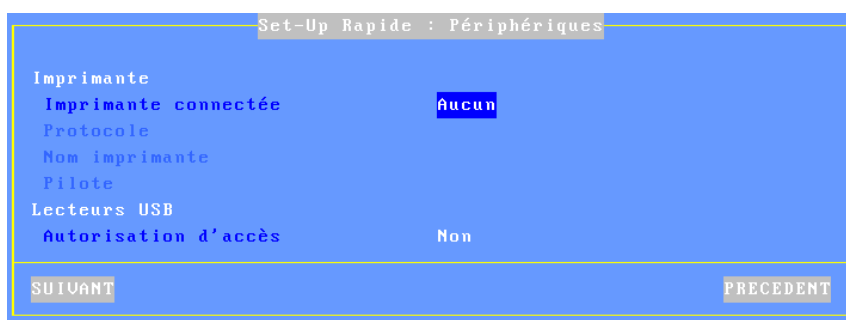 Set-Up Rapide : Périphériques
Imprimante
Imprimante connectée Aucun
Protocole
Nom imprimante
Pilote
Lecteurs USB
Autorisation d'accès Non
SUIVANT PRECEDENT